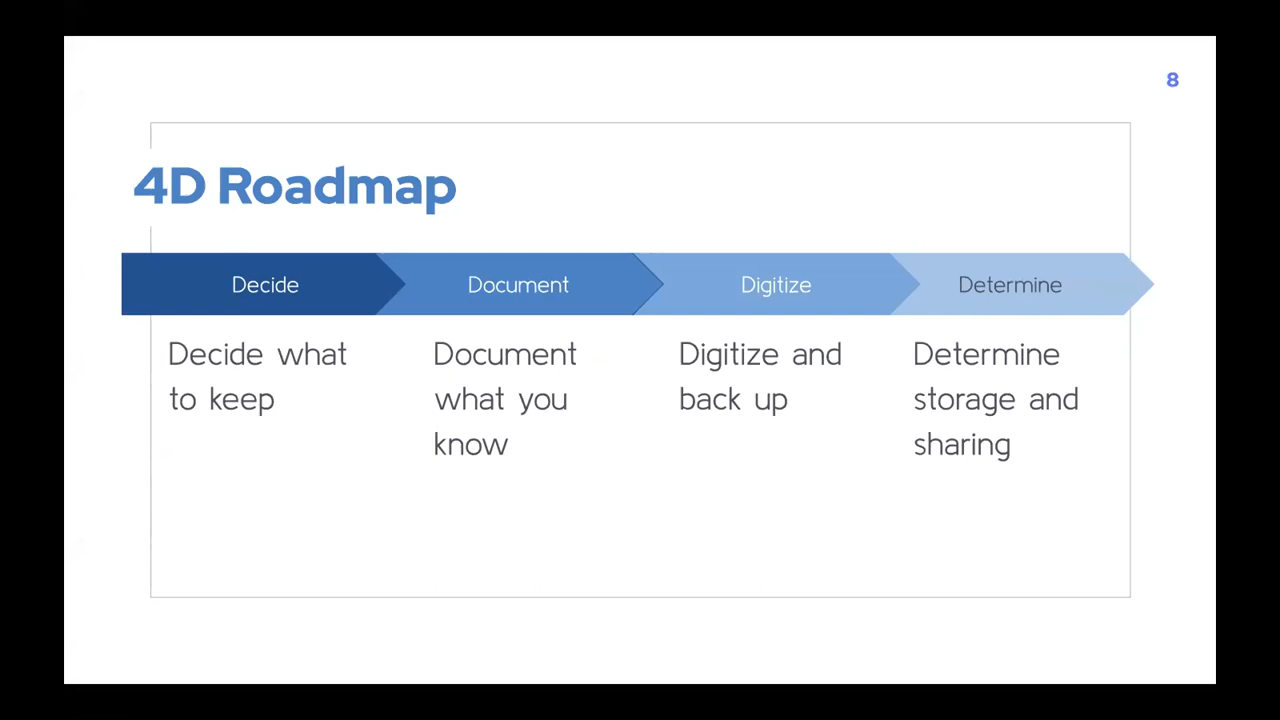 8
4D Roadmap
Decide
Document
Digitize
Determine
Decide what
to keep
Document
what you
know
Digitize and
back up
Determine
storage and
sharing